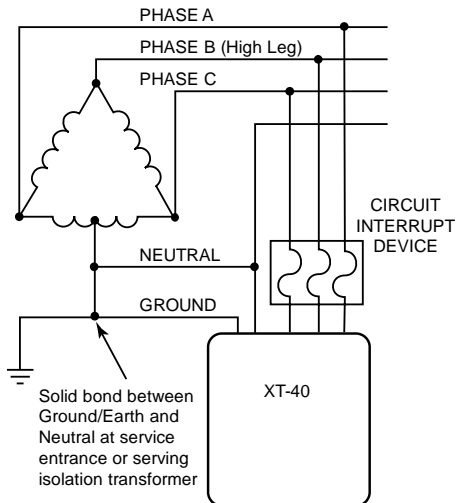 PHASE A
PHASE B (High Leg)
PHASE C
CIRCUIT
INTERRUPT
DEVICE
NEUTRAL
GROUND
XT-40
Solid bond between
Ground/Earth and
Neutral at service
entrance or serving
isolation transformer